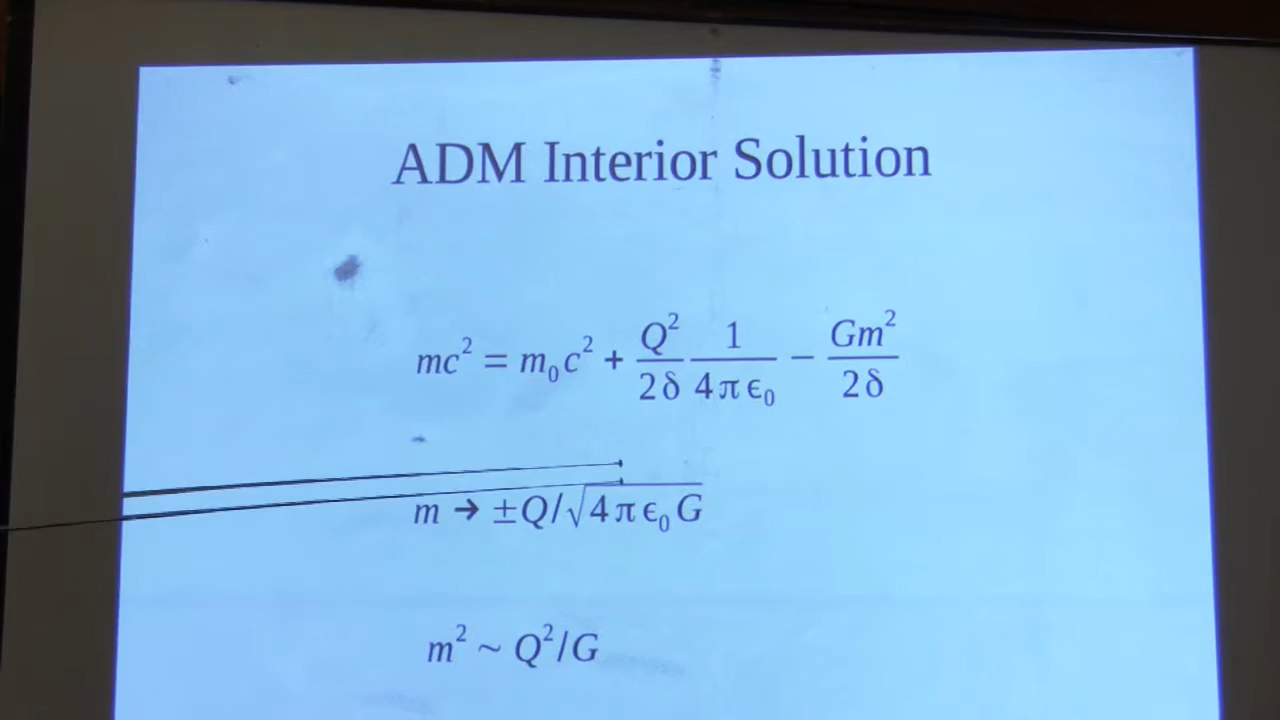 ADM Interior Solution
mc² = m₀c² + Q²/2δ 1/4πϵ₀ − Gm²/2δ
m → ±Q/√4πϵ₀G
m² ~ Q²/G